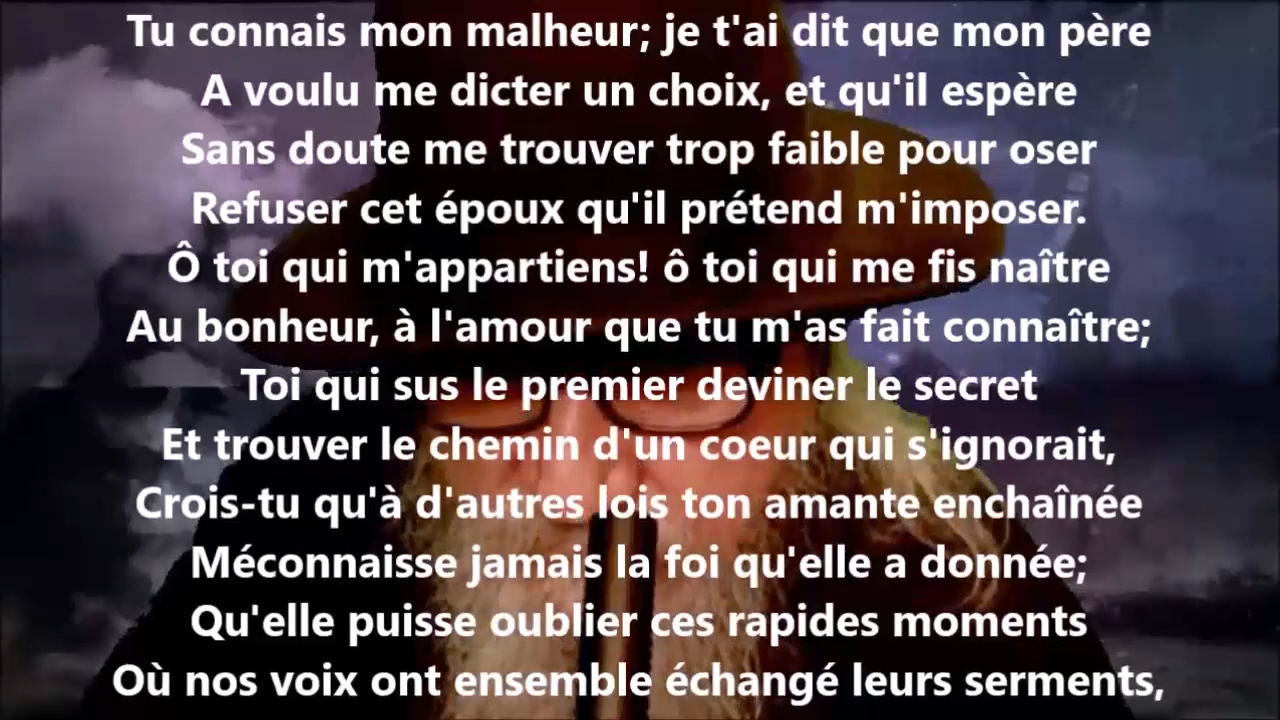 Tu connais mon malheur; je t'ai dit que mon père
A voulu me dicter un choix, et qu'il espère
Sans doute me trouver trop faible pour oser
Refuser cet époux qu'il prétend m'imposer.
Ô toi qui m'appartiens! ô toi qui me fis naître
Au bonheur, à l'amour que tu m'as fait connaître;
Toi qui sus le premier deviner le secret
Et trouver le chemin d'un coeur qui s'ignorait,
Crois-tu qu'à d'autres lois ton amante enchaînée
Méconnaisse jamais la foi qu'elle a donnée;
Qu'elle puisse oublier ces rapides moments
Où nos voix ont ensemble échangé leurs serments,